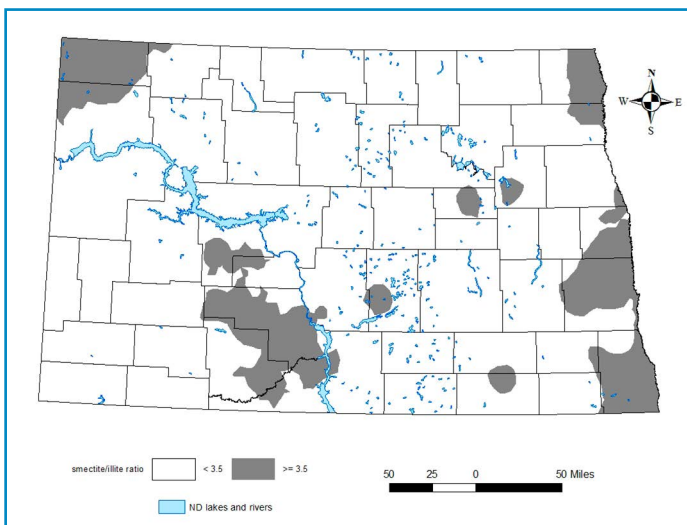 N
W E
S
smectite/illite ratio < 3.5 >= 3.5
50 25 0 50 Miles
ND lakes and rivers